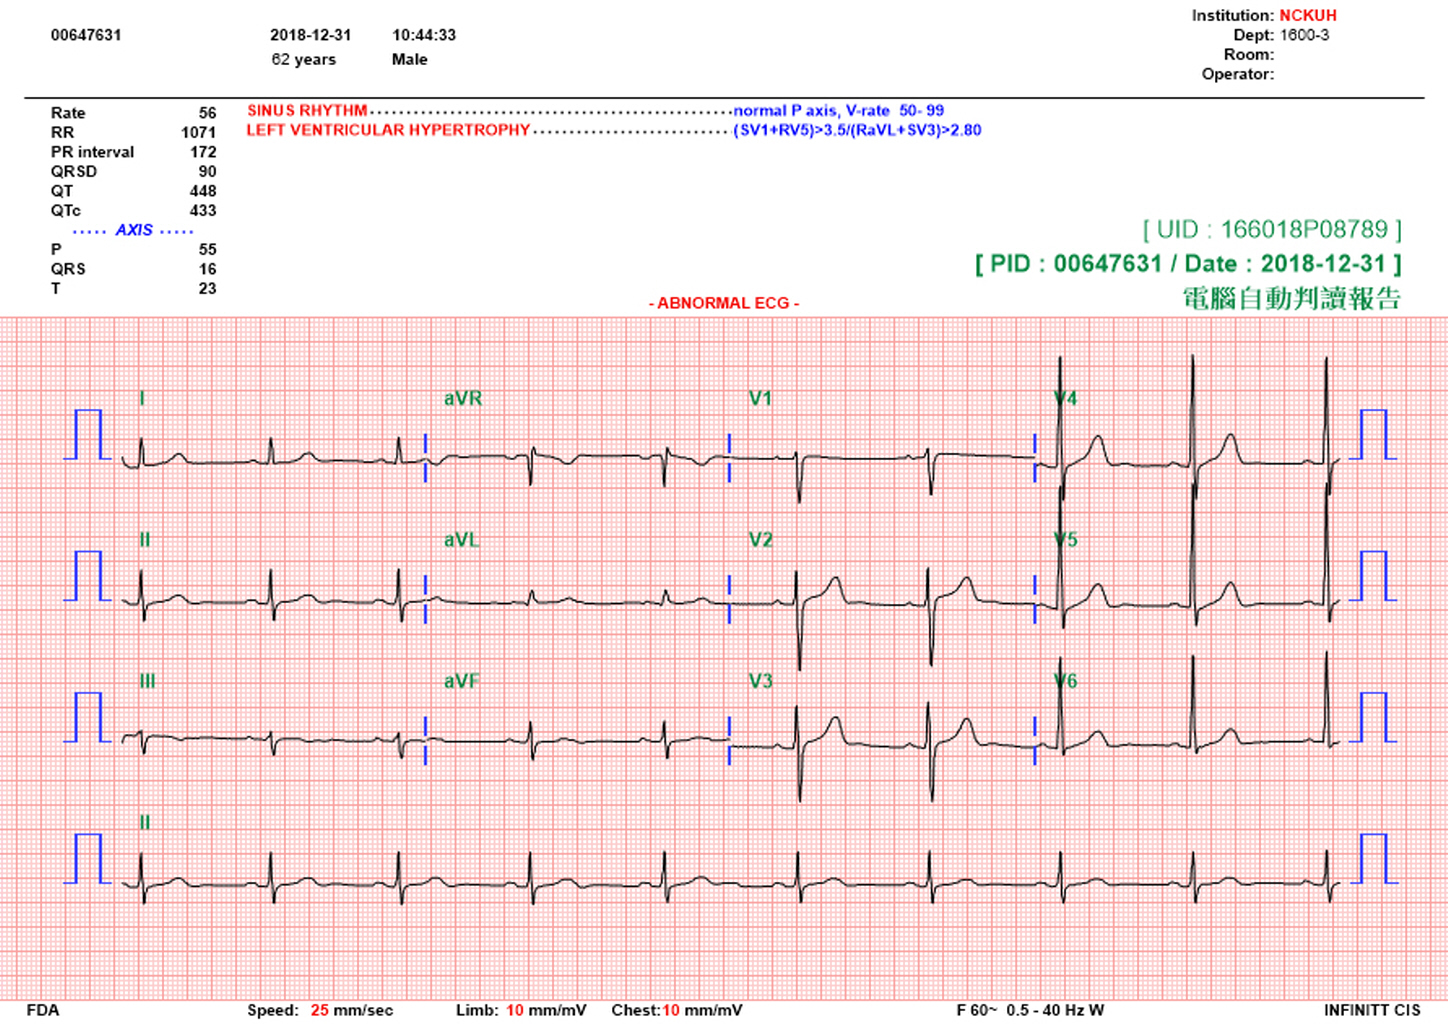 Institution: NCKUH
00647631 2018-12-31 10:44:33 Dept: 1600-3
62 years Male Room:
Operator:
Rate 56 SINUS RHYTHM normal P axis, V-rate 50- 99
RR 1071 LEFT VENTRICULAR HYPERTROPHY (SV1+RV5)>3.5/(RaVL+SV3)>2.80
PR interval 172
QRSD 90
QT 448
QTc 433
····· AXIS ·····
P 55
QRS 16
T 23
[ UID : 166018P08789 ]
[ PID : 00647631 / Date : 2018-12-31 ]
電腦自動判讀報告
- ABNORMAL ECG -
I aVR V1 V4
II aVL V2 V5
III aVF V3 V6
II
FDA Speed: 25 mm/sec Limb: 10 mm/mV Chest:10 mm/mV F 60~ 0.5 - 40 Hz W INFINITT CIS